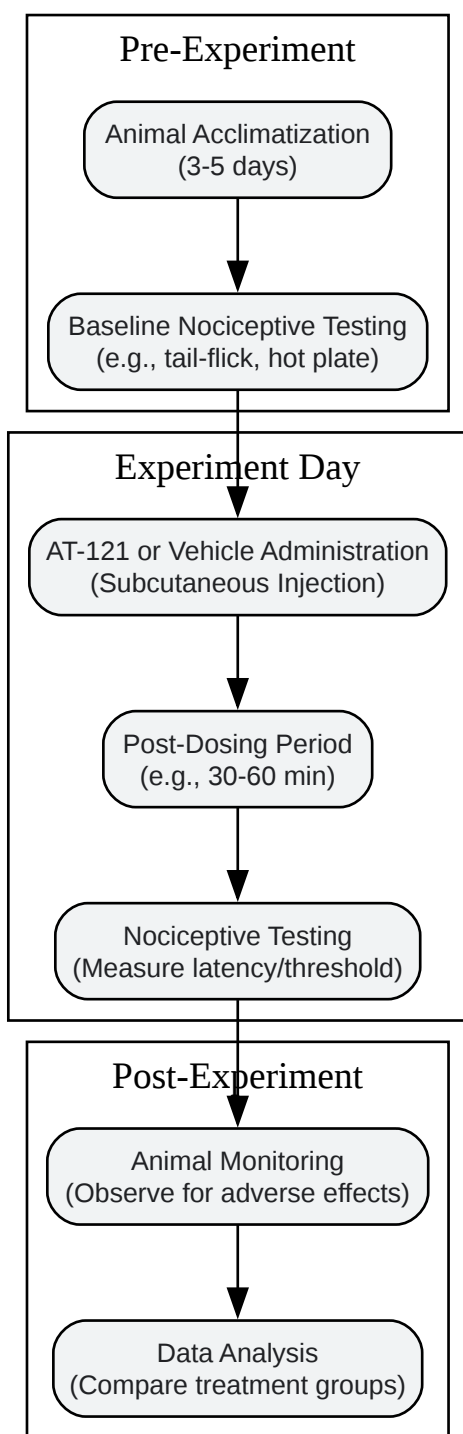 Pre-Experiment
Animal Acclimatization
(3-5 days)
Baseline Nociceptive Testing
(e.g., tail-flick, hot plate)
Experiment Day
AT-121 or Vehicle Administration
(Subcutaneous Injection)
Post-Dosing Period
(e.g., 30-60 min)
Nociceptive Testing
(Measure latency/threshold)
Post-Experiment
Animal Monitoring
(Observe for adverse effects)
Data Analysis
(Compare treatment groups)